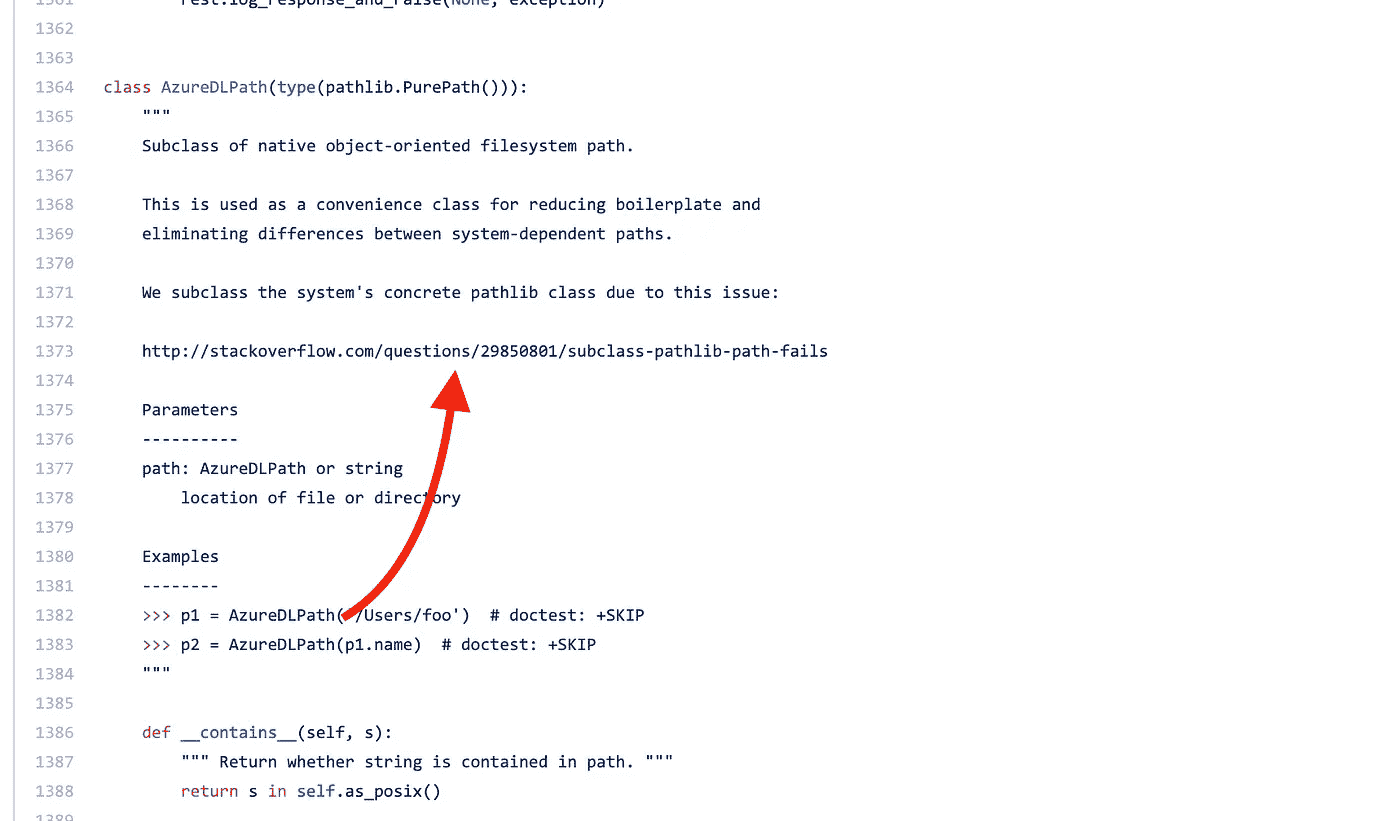 1361 rest.log_response_and_raise(None, exception)
1362
1363
1364 class AzureDLPath(type(pathlib.PurePath())):
1365 """
1366 Subclass of native object-oriented filesystem path.
1367
1368 This is used as a convenience class for reducing boilerplate and
1369 eliminating differences between system-dependent paths.
1370
1371 We subclass the system's concrete pathlib class due to this issue:
1372
1373 http://stackoverflow.com/questions/29850801/subclass-pathlib-path-fails
1374
1375 Parameters
1376 ----------
1377 path: AzureDLPath or string
1378 location of file or directory
1379
1380 Examples
1381 --------
1382 >>> p1 = AzureDLPath('/Users/foo') # doctest: +SKIP
1383 >>> p2 = AzureDLPath(p1.name) # doctest: +SKIP
1384 """
1385
1386 def __contains__(self, s):
1387 """ Return whether string is contained in path. """
1388 return s in self.as_posix()
1389